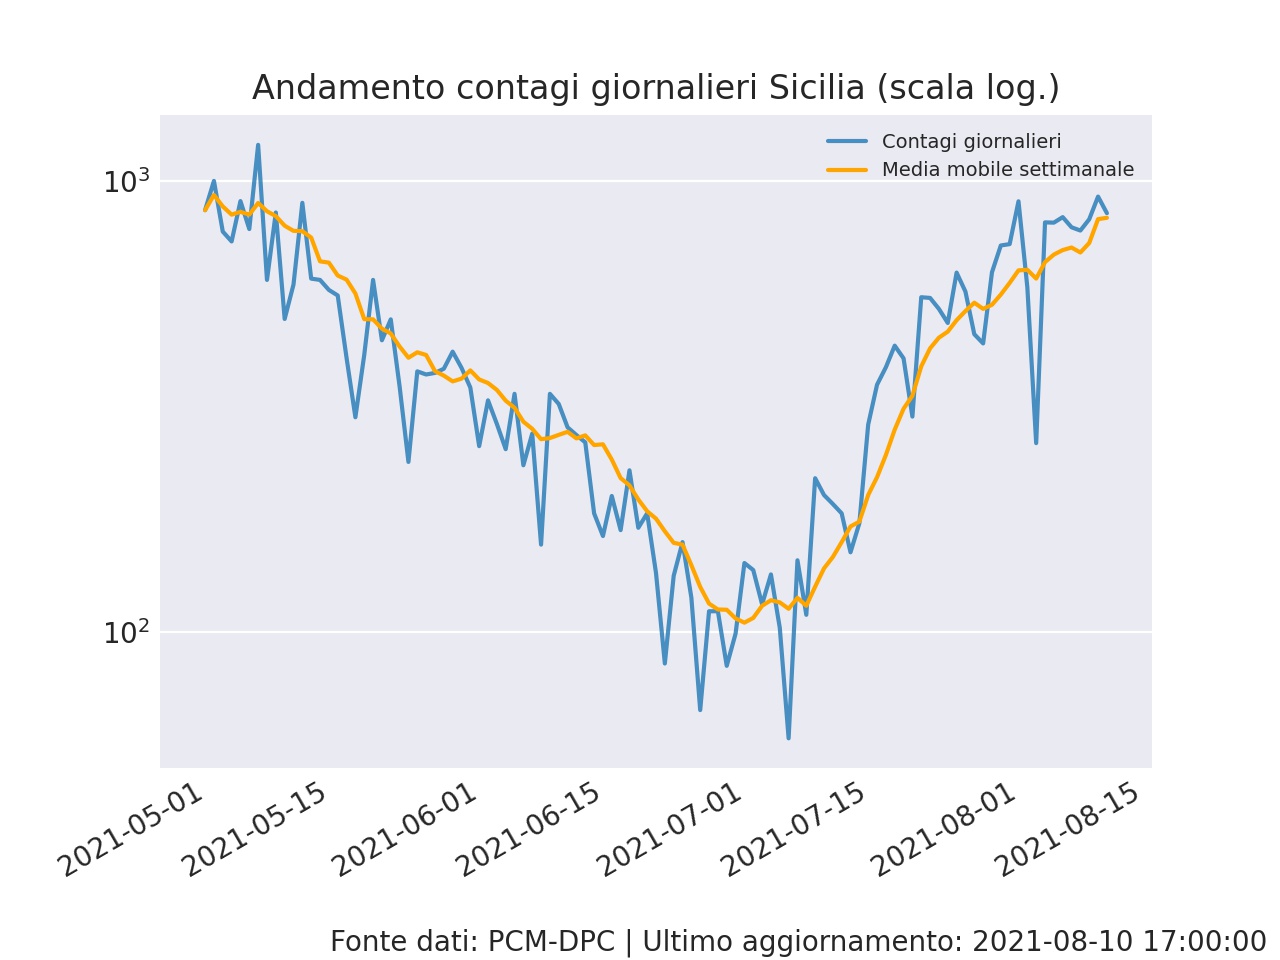 Andamento contagi giornalieri Sicilia (scala log.)
Contagi giornalieri
Media mobile settimanale
10³
10²
2021-05-01
2021-05-15
2021-06-01
2021-06-15
2021-07-01
2021-07-15
2021-08-01
2021-08-15
Fonte dati: PCM-DPC | Ultimo aggiornamento: 2021-08-10 17:00:00